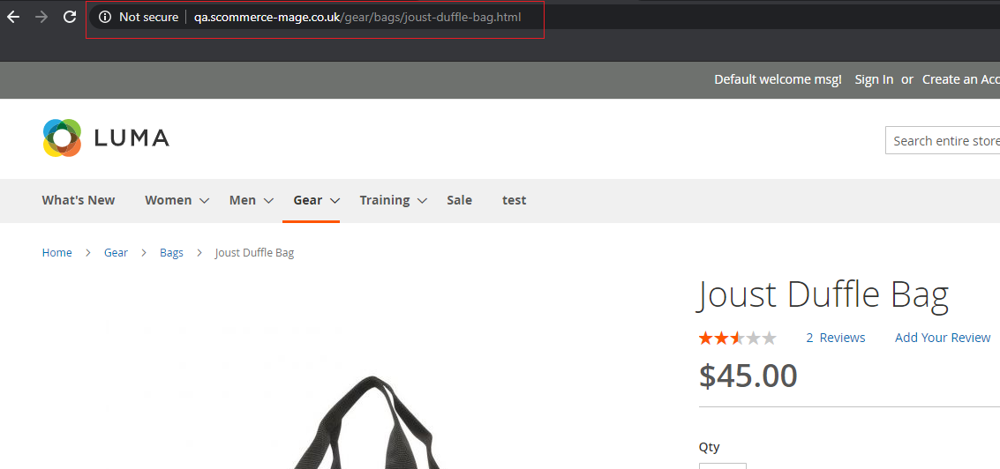 Not secure | qa.scommerce-mage.co.uk/gear/bags/joust-duffle-bag.html
Default welcome msg! Sign In or Create an Acc
LUMA
Search entire store
What's New Women Men Gear Training Sale test
Home > Gear > Bags > Joust Duffle Bag
Joust Duffle Bag
2 Reviews Add Your Review
$45.00
Qty